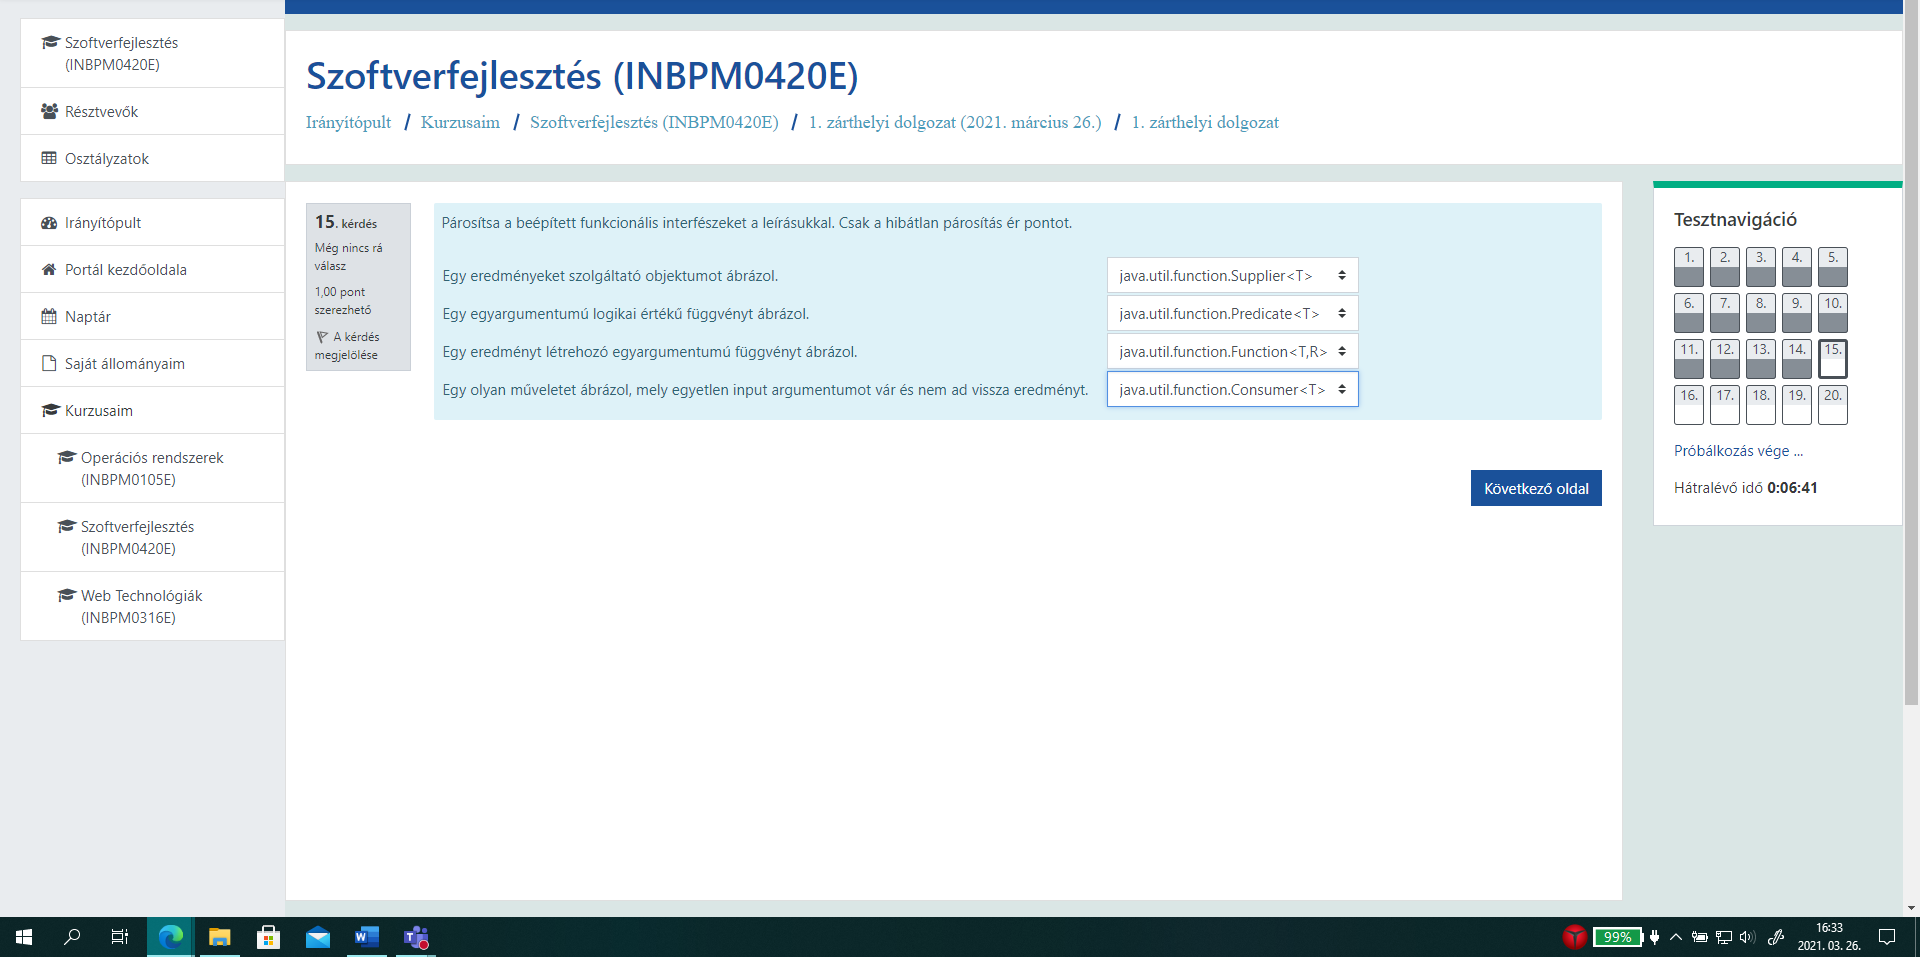 Szoftverfejlesztés
(INBPM0420E)
Résztvevők
Osztályzatok
Irányítópult
Portál kezdőoldala
Naptár
Saját állományaim
Kurzusaim
Operációs rendszerek
(INBPM0105E)
Szoftverfejlesztés
(INBPM0420E)
Web Technológiák
(INBPM0316E)
Szoftverfejlesztés (INBPM0420E)
Irányítópult / Kurzusaim / Szoftverfejlesztés (INBPM0420E) / 1. zárthelyi dolgozat (2021. március 26.) / 1. zárthelyi dolgozat
15. kérdés
Még nincs rá
válasz
1,00 pont
szerezhető
A kérdés
megjelölése
Párosítsa a beépített funkcionális interfészeket a leírásukkal. Csak a hibátlan párosítás ér pontot.
Egy eredményeket szolgáltató objektumot ábrázol. java.util.function.Supplier<T>
Egy egyargumentumú logikai értékű függvényt ábrázol. java.util.function.Predicate<T>
Egy eredményt létrehozó egyargumentumú függvényt ábrázol. java.util.function.Function<T,R>
Egy olyan műveletet ábrázol, mely egyetlen input argumentumot vár és nem ad vissza eredményt. java.util.function.Consumer<T>
Következő oldal
Tesztnavigáció
1. 2. 3. 4. 5.
6. 7. 8. 9. 10.
11. 12. 13. 14. 15.
16. 17. 18. 19. 20.
Próbálkozás vége ...
Hátralévő idő 0:06:41
99%
16:33
2021. 03. 26.